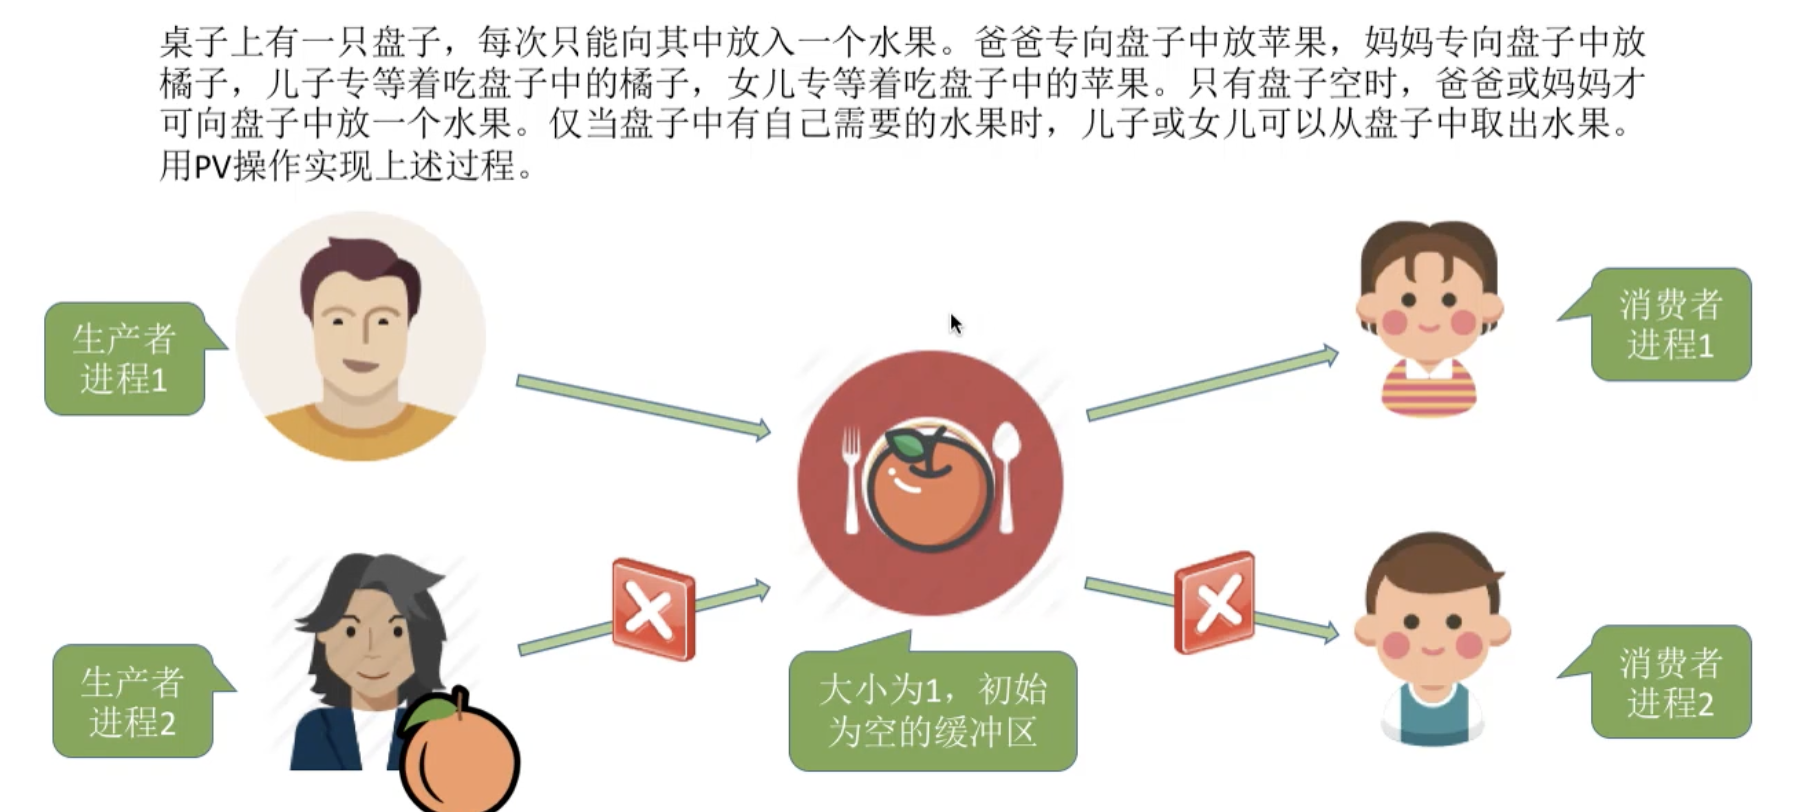 桌子上有一只盘子，每次只能向其中放入一个水果。爸爸专向盘子中放苹果，妈妈专向盘子中放
橘子，儿子专等着吃盘子中的橘子，女儿专等着吃盘子中的苹果。只有盘子空时，爸爸或妈妈才
可向盘子中放一个水果。仅当盘子中有自己需要的水果时，儿子或女儿可以从盘子中取出水果。
用PV操作实现上述过程。
生产者
进程1
消费者
进程1
生产者
进程2
大小为1，初始
为空的缓冲区
消费者
进程2